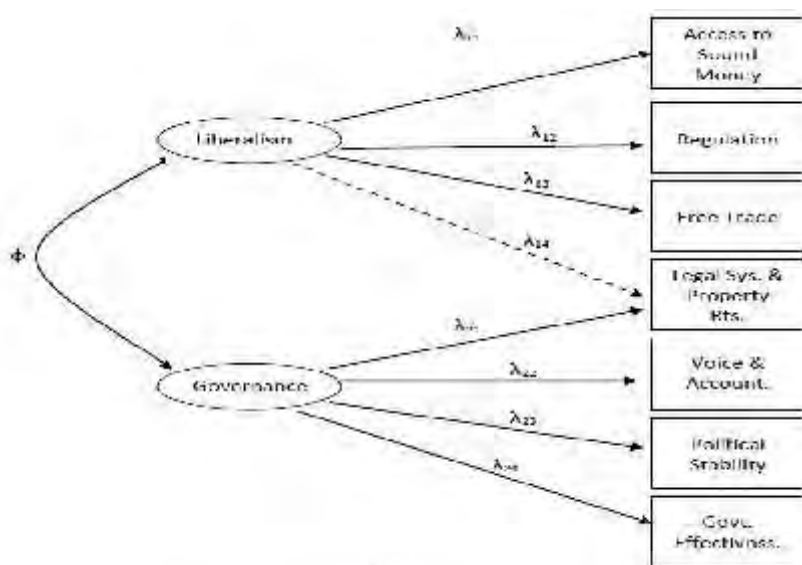 Access to
Sound
Money
Liberalism
λ₁₂
Regulation
λ₁₃
Free Trade
λ₁₄
Φ
Legal Sys. &
Property
Rts.
Governance
λ₂₂
Voice &
Account.
λ₂₃
Political
Stability
Govt.
Effectivness.